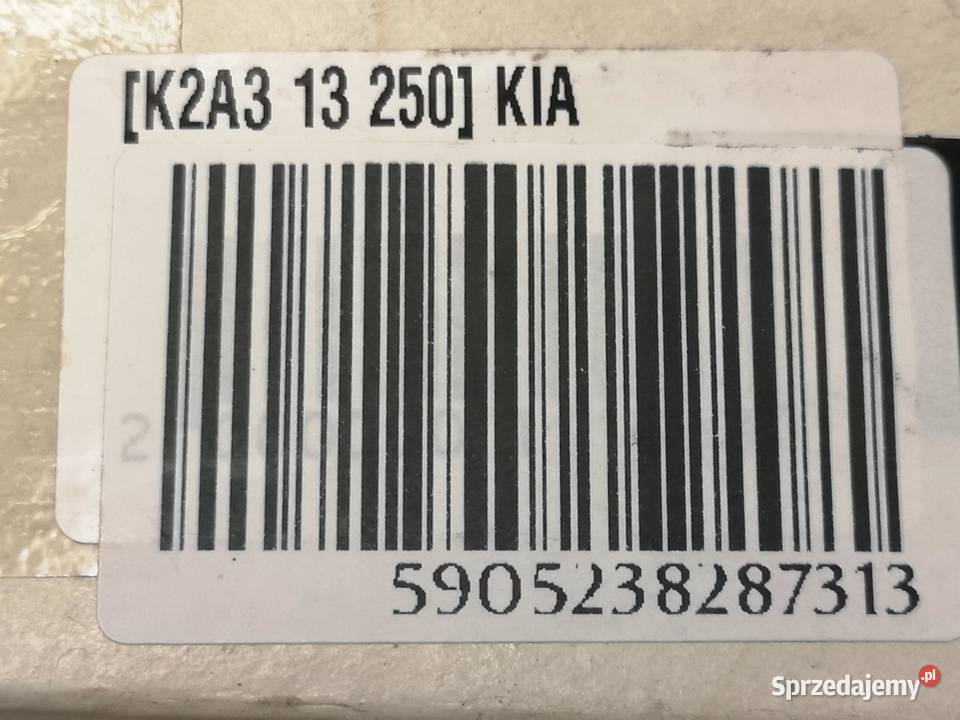 [K2A3 13 250] KIA
5905238287313
Sprzedajemy.pl